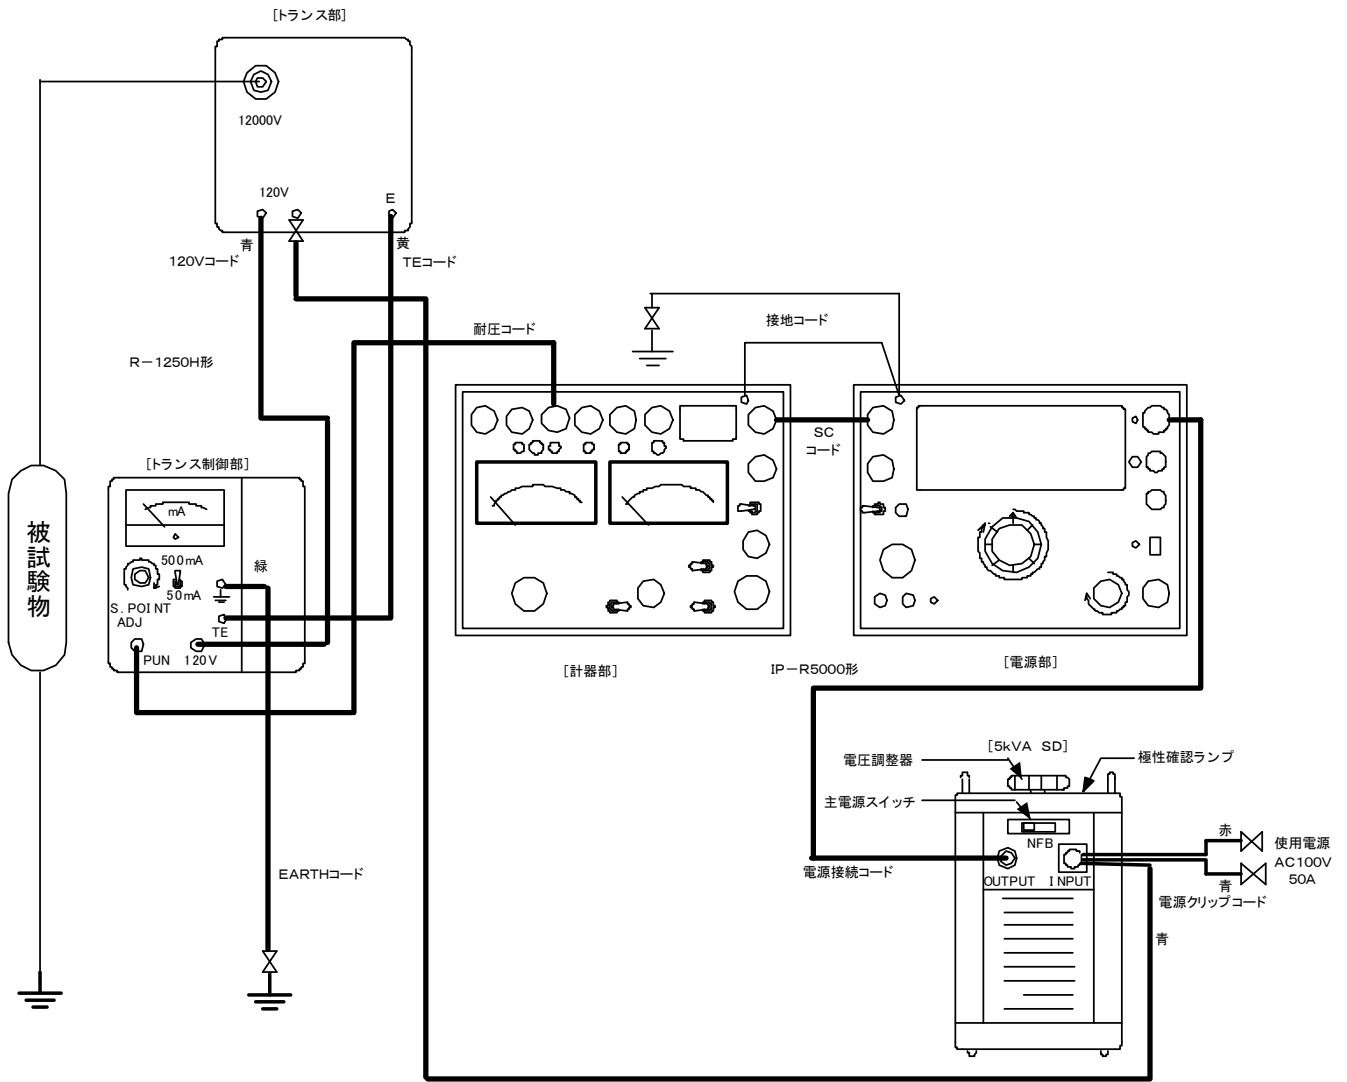 [トランス部]
12000V
120V
E
青
黄
120Vコード
TEコード
耐圧コード
接地コード
R－1250H形
SC
コード
[トランス制御部]
mA
500mA
50mA
緑
S.POINT
ADJ
TE
PUN
120V
被試験物
[計器部]
IP－R5000形
[電源部]
[5kVA SD]
電圧調整器
極性確認ランプ
主電源スイッチ
NFB
赤
使用電源
AC100V
50A
電源接続コード
OUTPUT
INPUT
青
電源クリップコード
EARTHコード
青